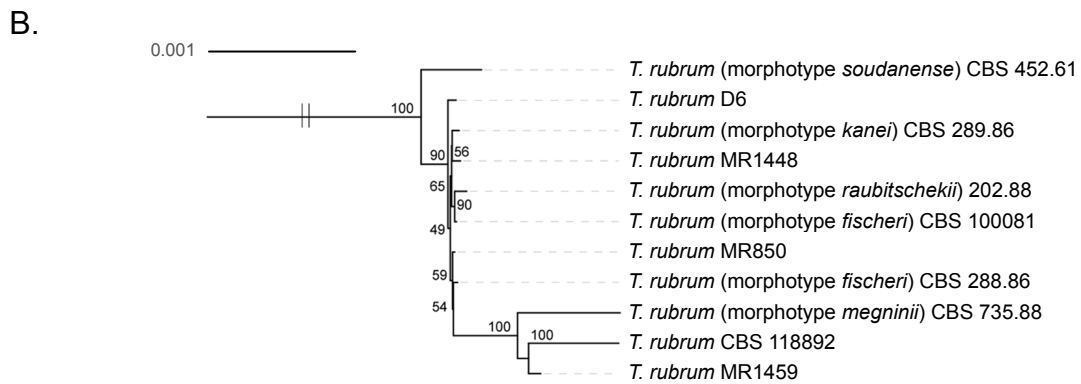 B.
0.001
T. rubrum (morphotype soudanense) CBS 452.61
100
T. rubrum D6
T. rubrum (morphotype kanei) CBS 289.86
90
56
T. rubrum MR1448
65
T. rubrum (morphotype raubitschekii) 202.88
90
T. rubrum (morphotype fischeri) CBS 100081
49
T. rubrum MR850
59
T. rubrum (morphotype fischeri) CBS 288.86
54
T. rubrum (morphotype megninii) CBS 735.88
100
100
T. rubrum CBS 118892
T. rubrum MR1459